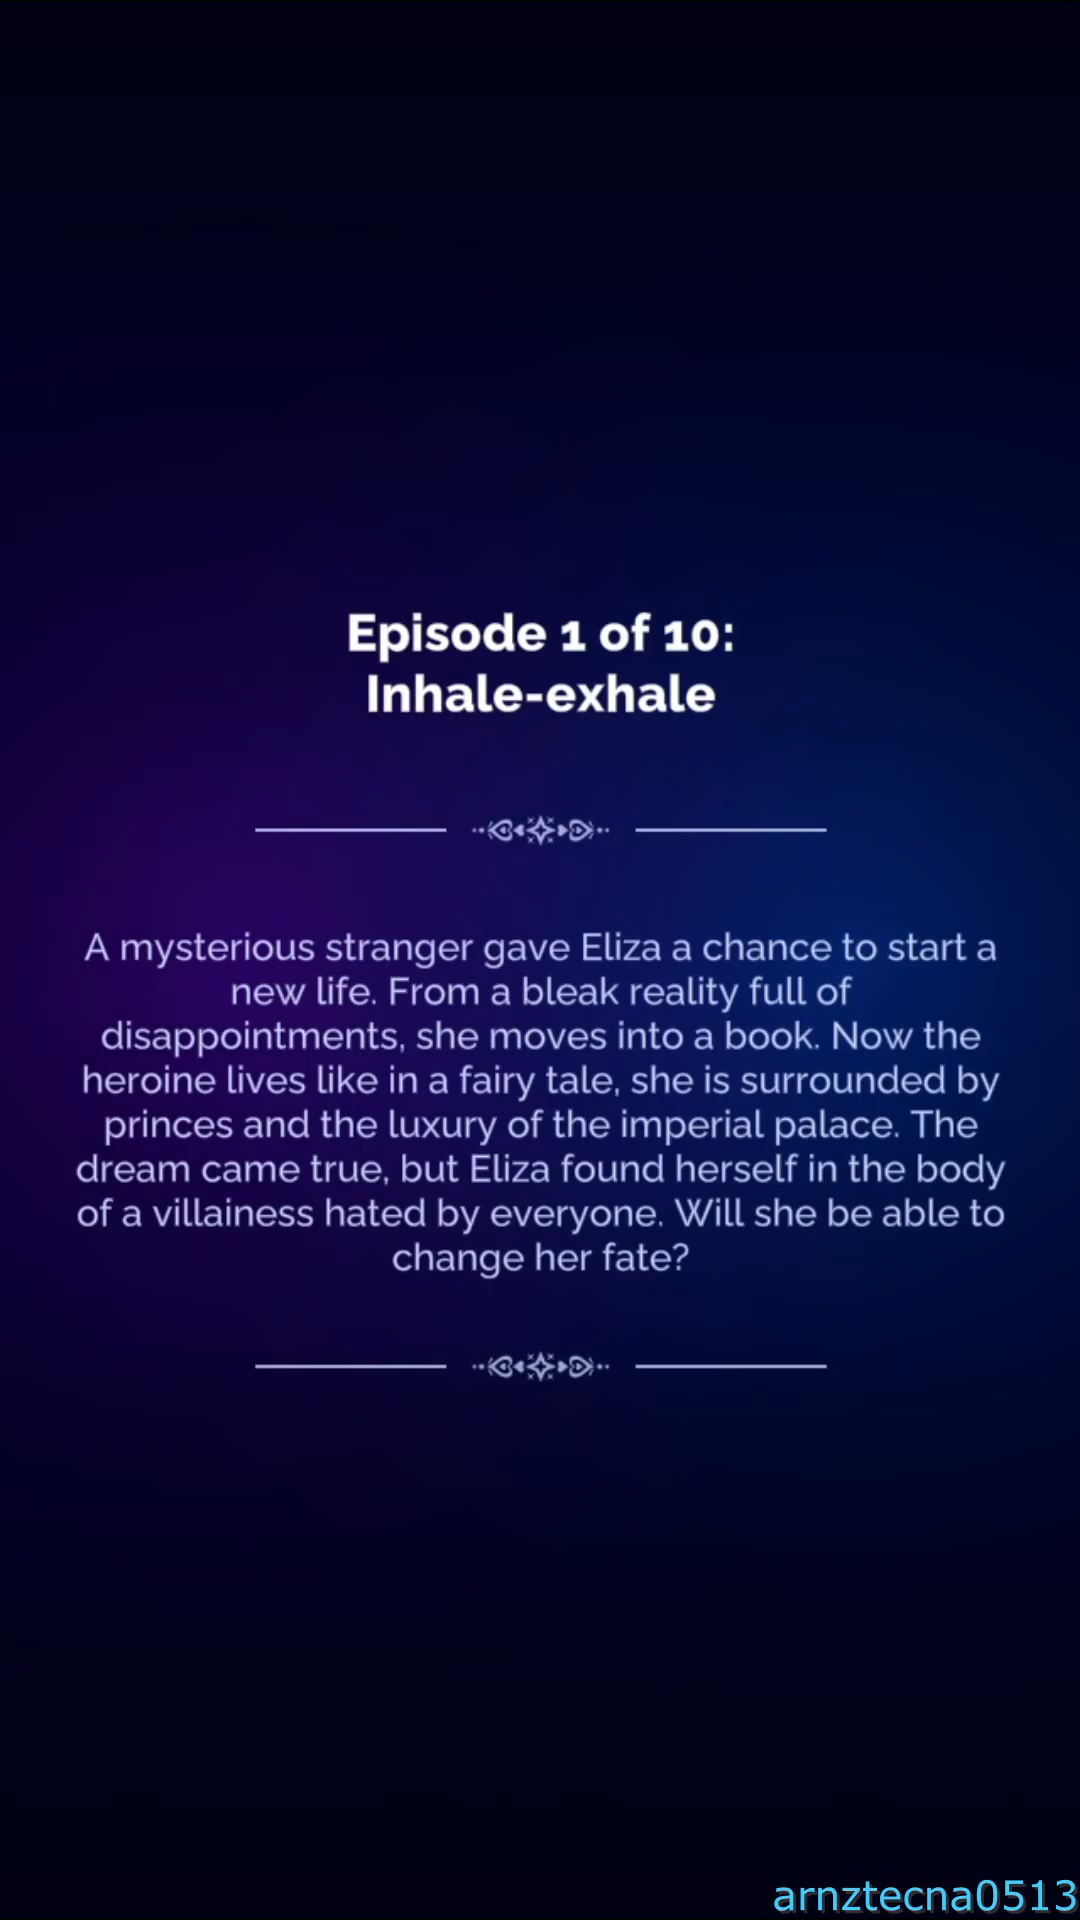 Episode 1 of 10:
Inhale-exhale
A mysterious stranger gave Eliza a chance to start a
new life. From a bleak reality full of
disappointments, she moves into a book. Now the
heroine lives like in a fairy tale, she is surrounded by
princes and the luxury of the imperial palace. The
dream came true, but Eliza found herself in the body
of a villainess hated by everyone. Will she be able to
change her fate?
arnztecna0513